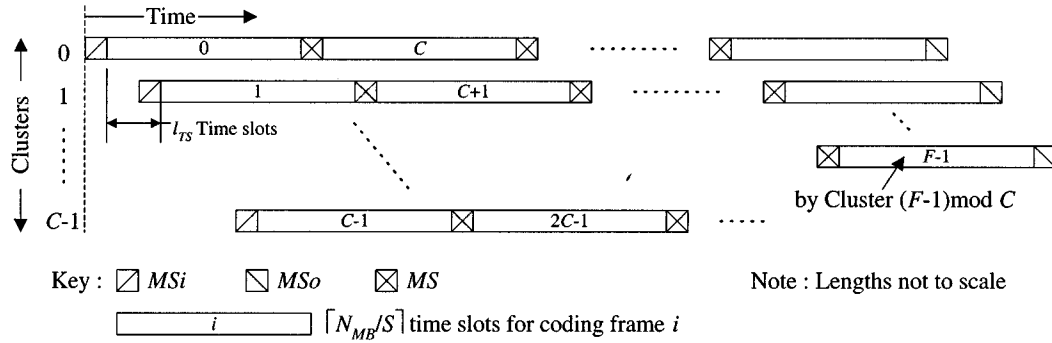 Time
0 0 C
1 1 C+1
l_TS Time slots
Clusters
F-1
by Cluster (F-1)mod C
C-1 C-1 2C-1
Key : MSi MSo MS Note : Lengths not to scale
i ⌈N_MB/S⌉ time slots for coding frame i